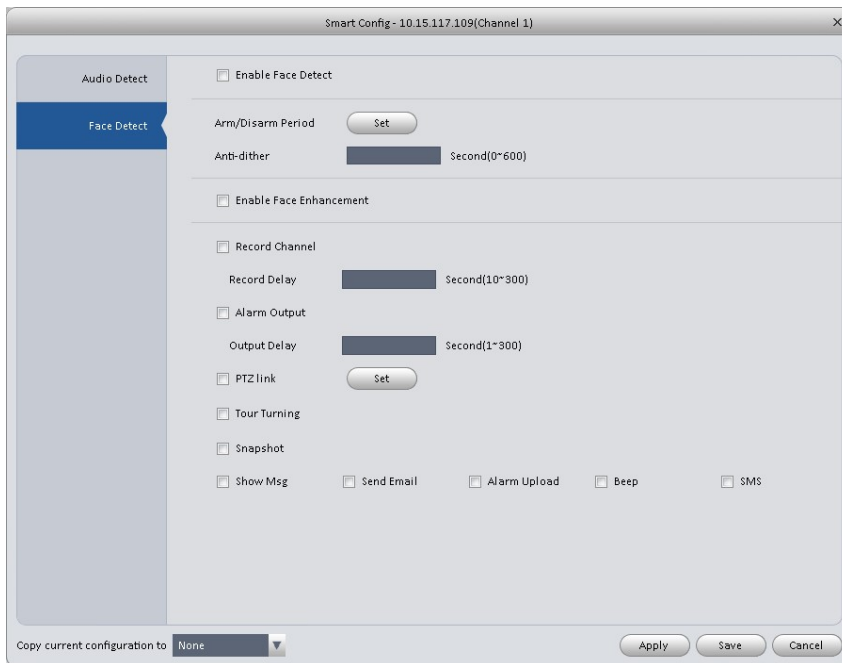 Smart Config - 10.15.117.109(Channel 1)
Audio Detect
Face Detect
Enable Face Detect
Arm/Disarm Period Set
Anti-dither Second(0~600)
Enable Face Enhancement
Record Channel
Record Delay Second(10~300)
Alarm Output
Output Delay Second(1~300)
PTZ link Set
Tour Turning
Snapshot
Show Msg Send Email Alarm Upload Beep SMS
Copy current configuration to None Apply Save Cancel